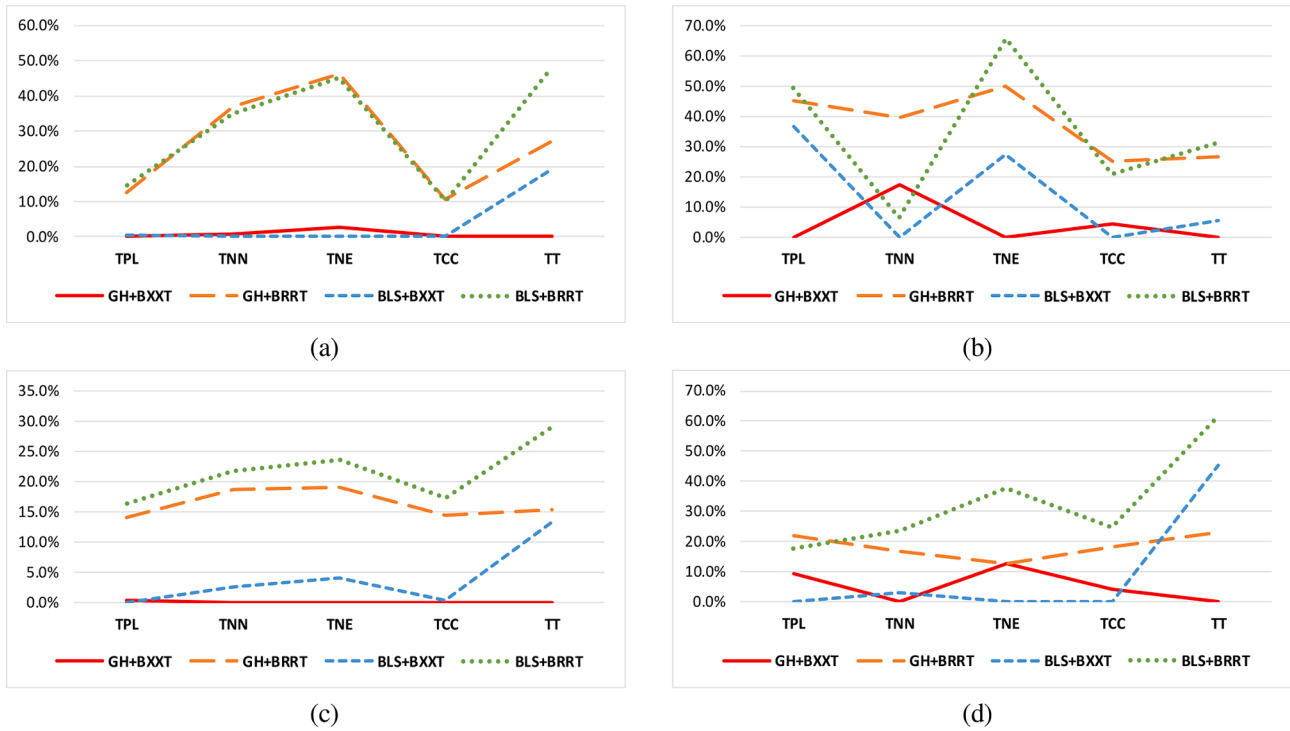 60.0%
50.0%
40.0%
30.0%
20.0%
10.0%
0.0%
TPL TNN TNE TCC TT
GH+BXXT GH+BRRT BLS+BXXT BLS+BRRT
(a)
70.0%
60.0%
50.0%
40.0%
30.0%
20.0%
10.0%
0.0%
TPL TNN TNE TCC TT
GH+BXXT GH+BRRT BLS+BXXT BLS+BRRT
(b)
35.0%
30.0%
25.0%
20.0%
15.0%
10.0%
5.0%
0.0%
TPL TNN TNE TCC TT
GH+BXXT GH+BRRT BLS+BXXT BLS+BRRT
(c)
70.0%
60.0%
50.0%
40.0%
30.0%
20.0%
10.0%
0.0%
TPL TNN TNE TCC TT
GH+BXXT GH+BRRT BLS+BXXT BLS+BRRT
(d)